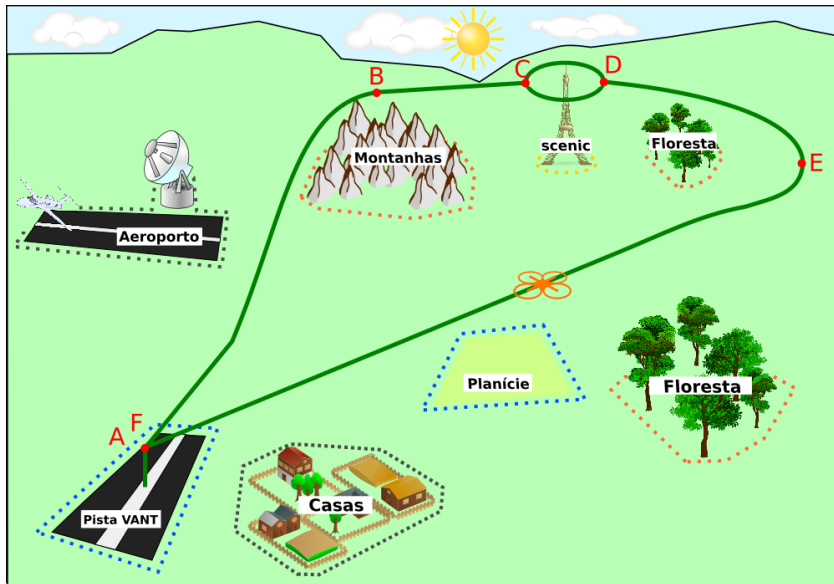 B
C
D
Montanhas
scenic
Floresta
E
Aeroporto
Planície
Floresta
A
F
Casas
Pista VANT